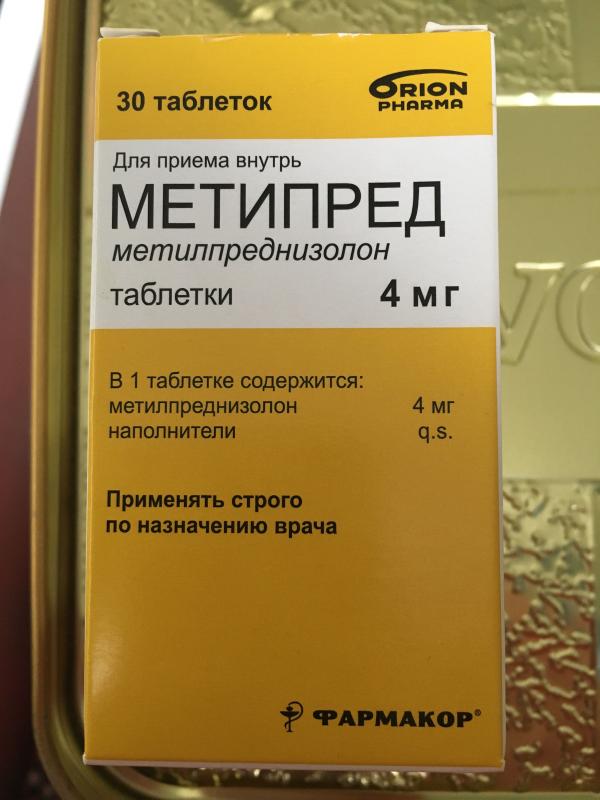 30 таблеток
ORION
PHARMA
Для приема внутрь
МЕТИПРЕД
метилпреднизолон
таблетки 4 мг
В 1 таблетке содержится:
метилпреднизолон 4 мг
наполнители q.s.
Применять строго
по назначению врача
ФАРМАКОР®